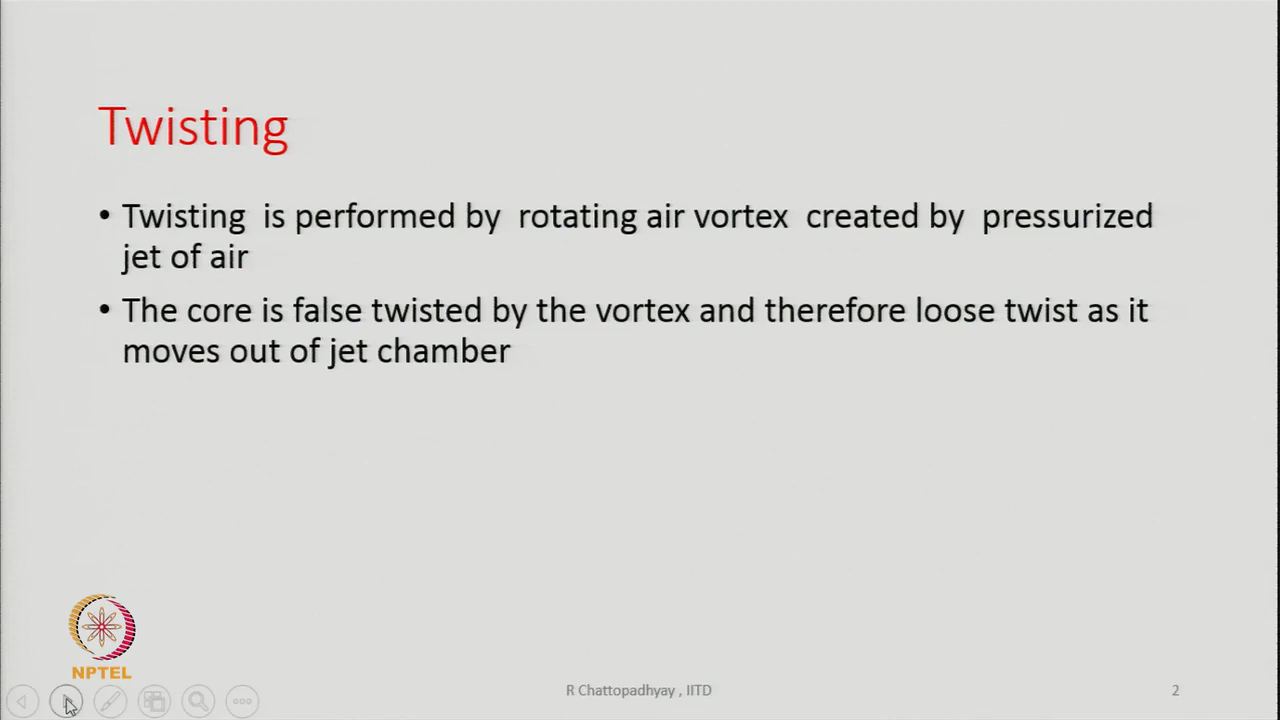 Twisting
• Twisting is performed by rotating air vortex created by pressurized
jet of air
• The core is false twisted by the vortex and therefore loose twist as it
moves out of jet chamber
NPTEL
R Chattopadhyay , IITD
2